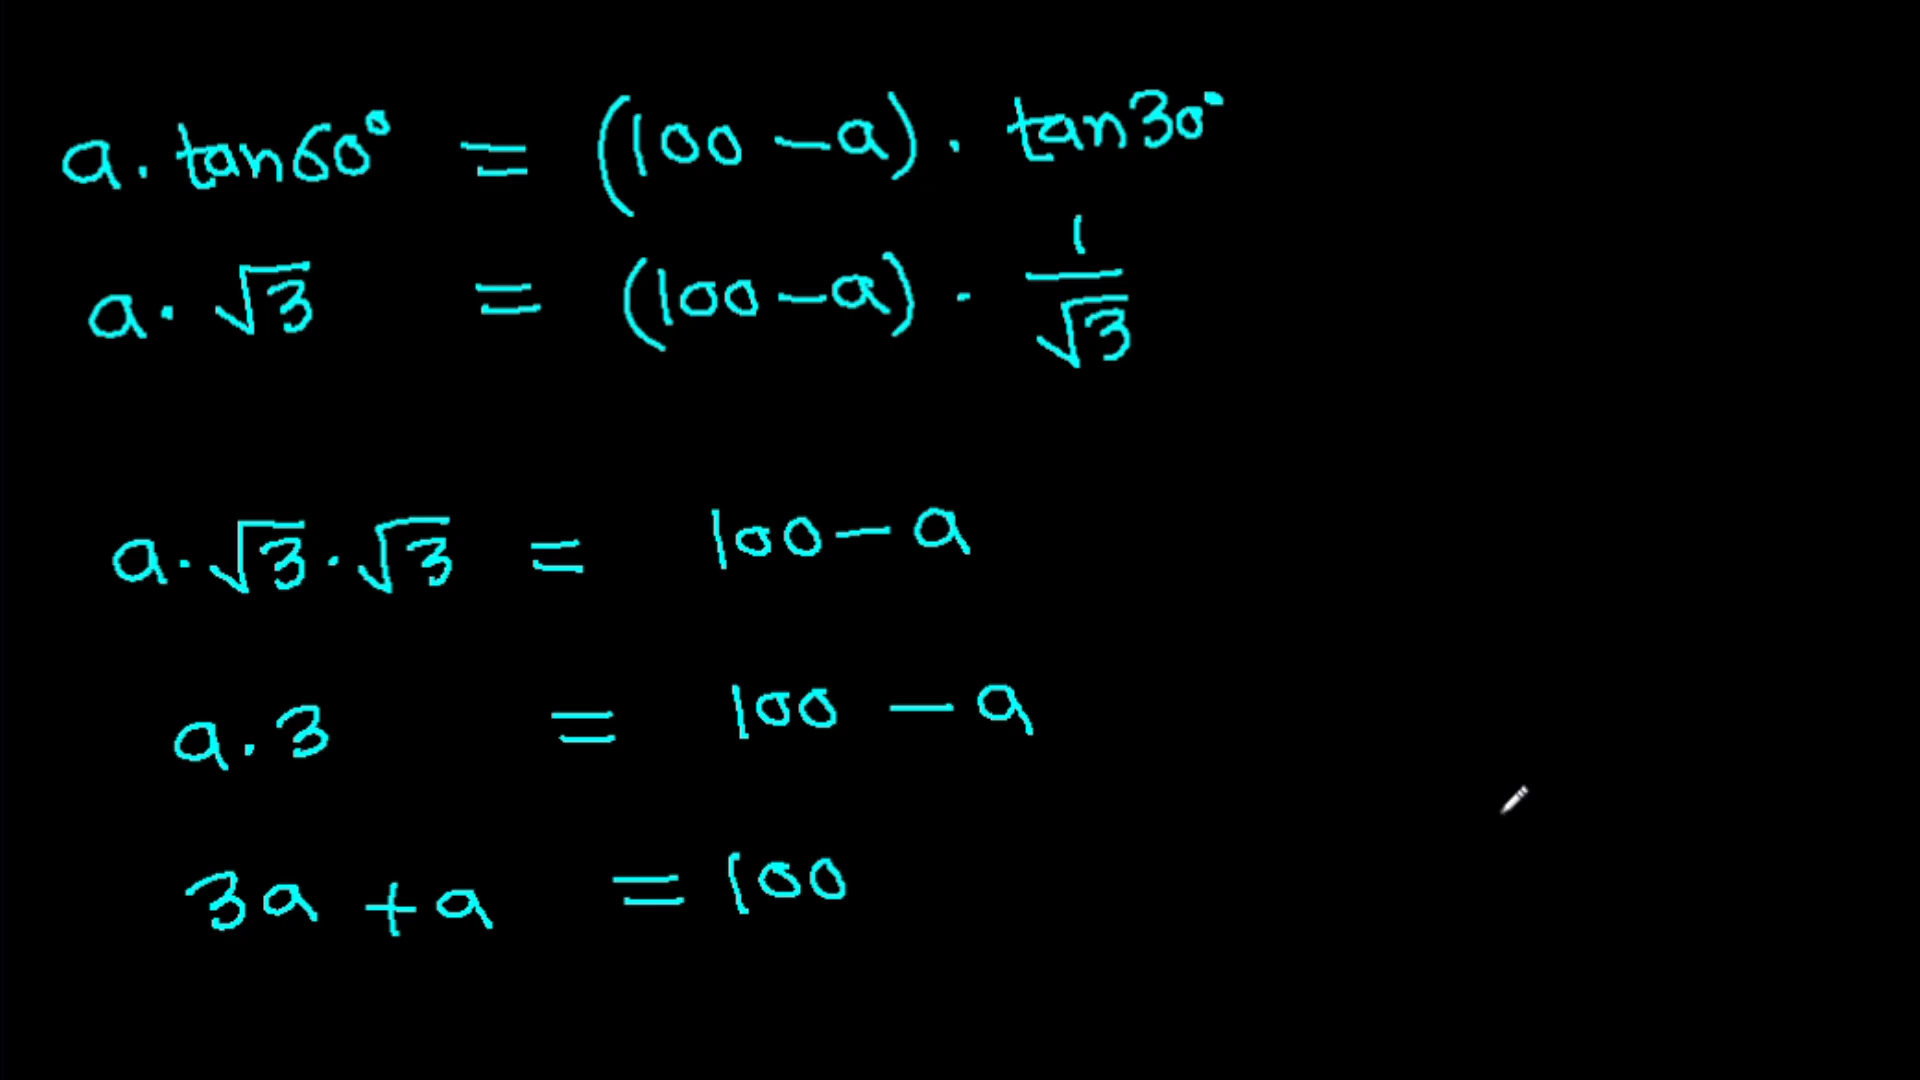 a. tan60° = (100 - a) . tan30°
a. √3 = (100 - a) . 1/√3
a. √3 . √3 = 100 - a
a. 3 = 100 - a
3a + a = 100